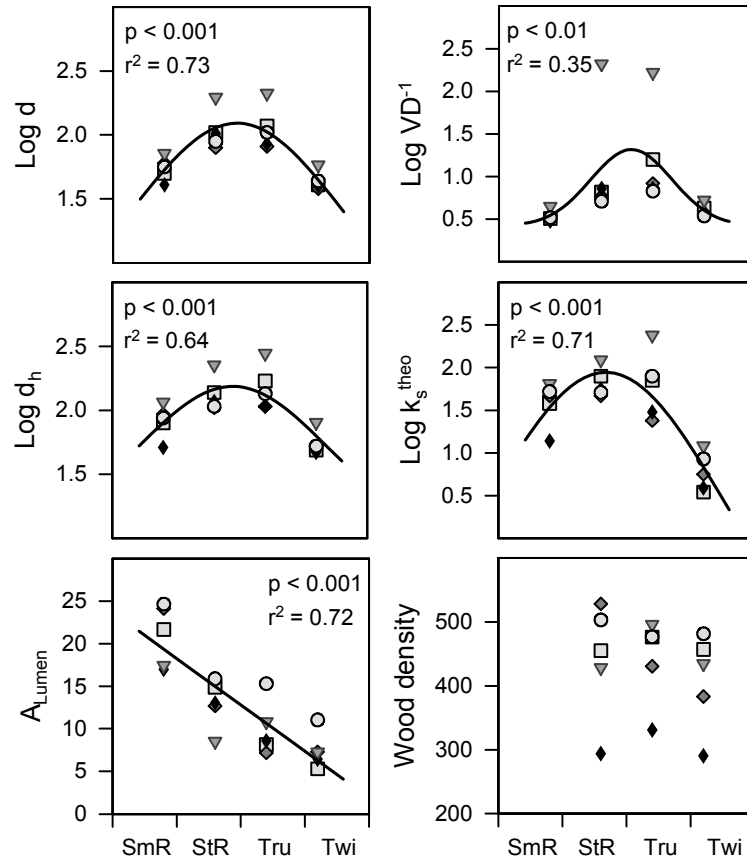 p < 0.001
r² = 0.73
2.5
2.0
1.5
Log d
p < 0.01
r² = 0.35
2.5
2.0
1.5
1.0
0.5
Log VD⁻¹
p < 0.001
r² = 0.64
2.5
2.0
1.5
Log d_h
p < 0.001
r² = 0.71
2.5
2.0
1.5
1.0
0.5
Log k_s^theo
p < 0.001
r² = 0.72
25
20
15
10
5
0
A_Lumen
SmR StR Tru Twi
500
400
300
200
Wood density
SmR StR Tru Twi